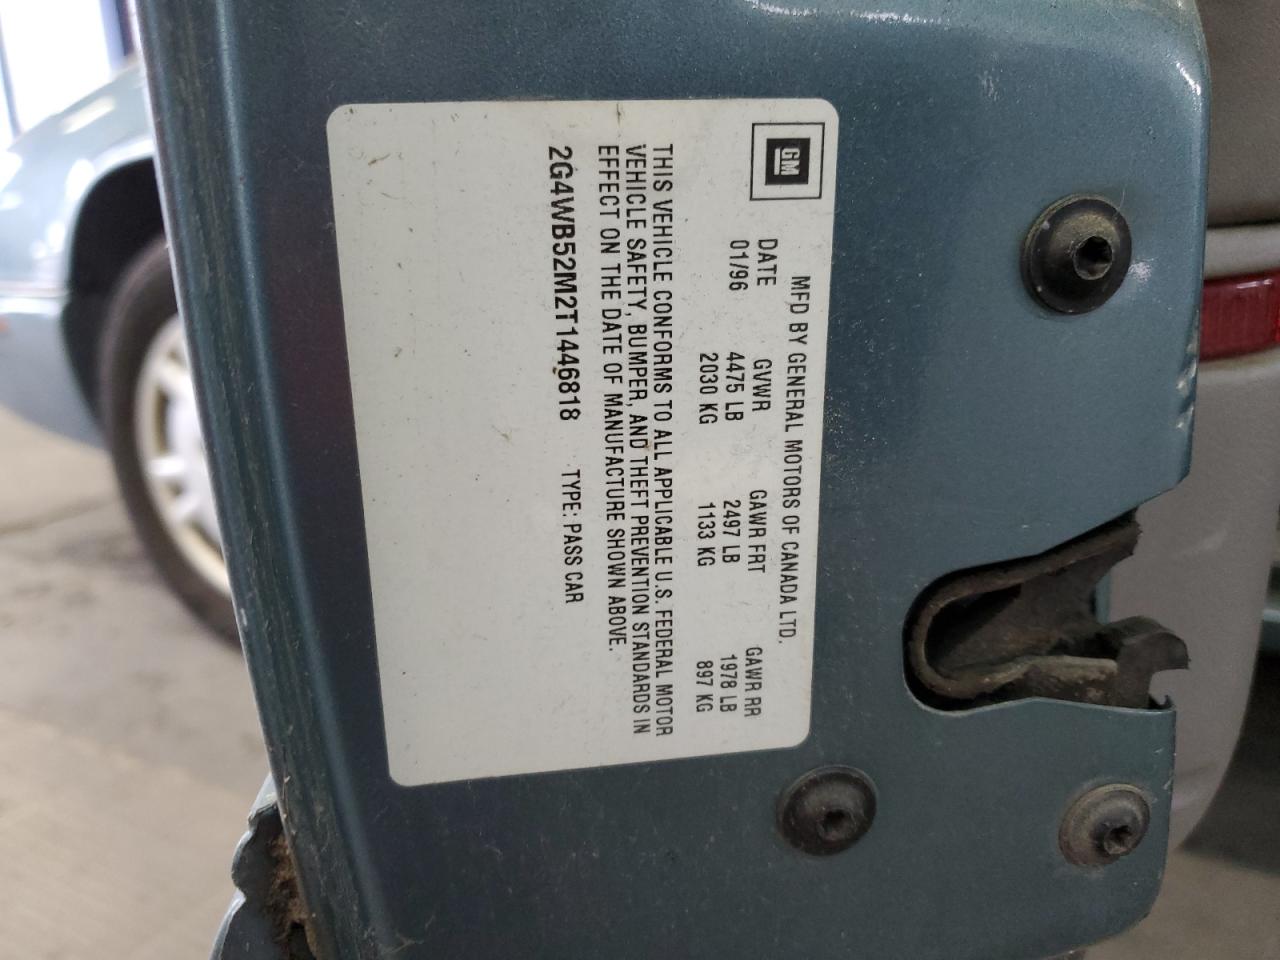 GM
MFD BY GENERAL MOTORS OF CANADA LTD.
DATE GVWR GAWR FRT GAWR RR
01/96 4475 LB 2497 LB 1978 LB
2030 KG 1133 KG 897 KG
THIS VEHICLE CONFORMS TO ALL APPLICABLE U.S. FEDERAL MOTOR
VEHICLE SAFETY, BUMPER, AND THEFT PREVENTION STANDARDS IN
EFFECT ON THE DATE OF MANUFACTURE SHOWN ABOVE.
2G4WB52M2T1446818 TYPE: PASS CAR